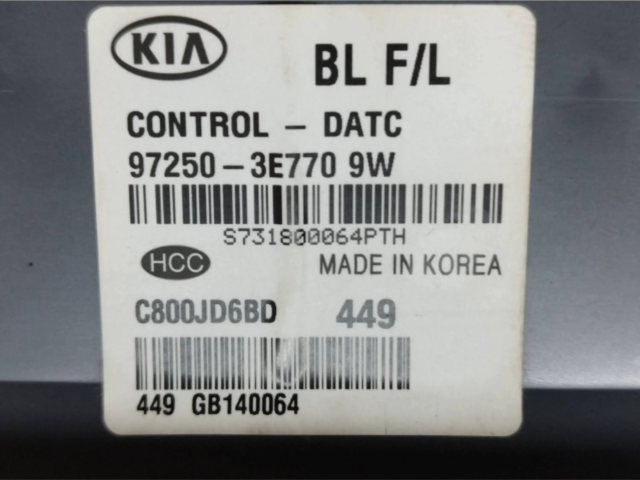 KIA BL F/L
CONTROL - DATC
97250-3E770 9W
S731800064PTH
HCC MADE IN KOREA
C800JD6BD 449
449 GB140064